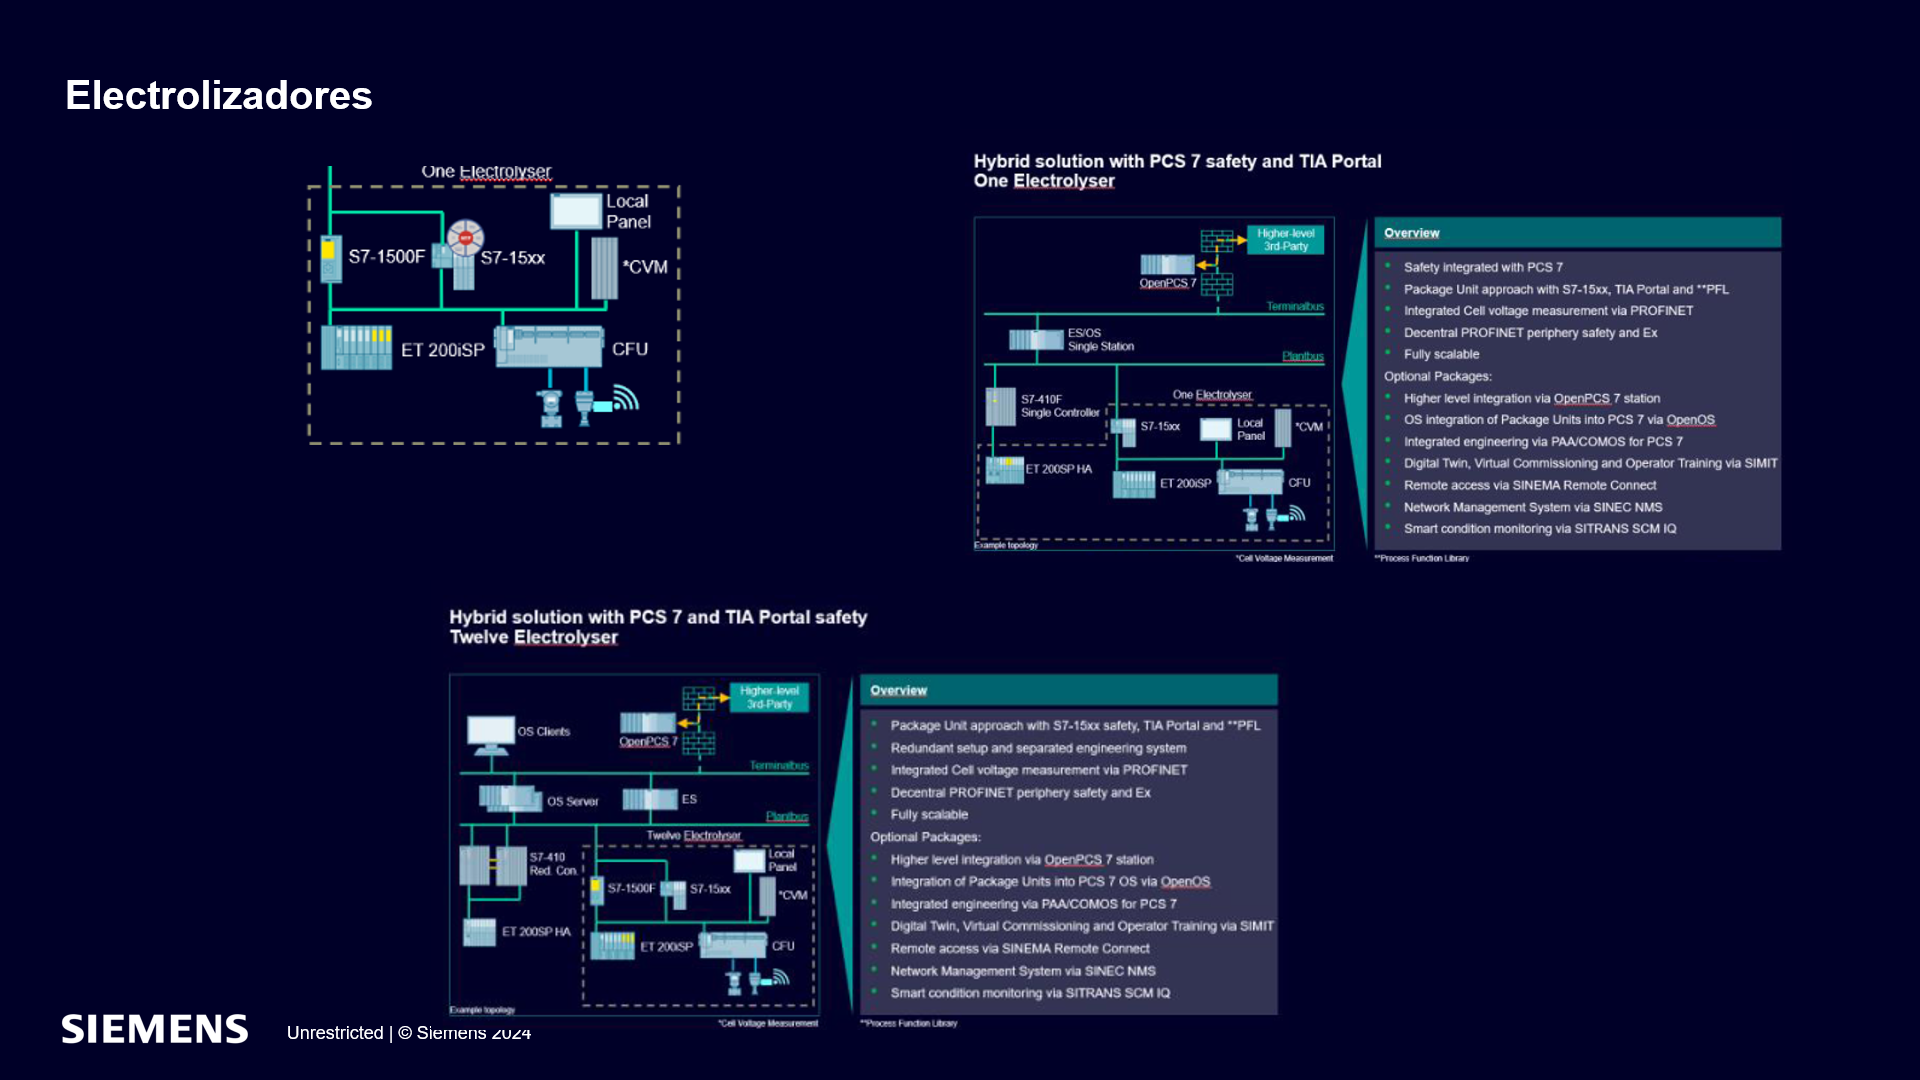 Electrolizadores
One Electrolyser
Local
Panel
S7-1500F
S7-15xx
*CVM
ET 200iSP
CFU
Hybrid solution with PCS 7 safety and TIA Portal
One Electrolyser
Higher-level
3rd-Party
OpenPCS 7
Terminalbus
ES/OS
Single Station
Plantbus
S7-410F
Single Controller
One Electrolyser
S7-15xx
Local
Panel
*CVM
ET 200SP HA
ET 200iSP
CFU
Example topology
*Cell Voltage Measurement
Overview
Safety integrated with PCS 7
Package Unit approach with S7-15xx, TIA Portal and **PFL
Integrated Cell voltage measurement via PROFINET
Decentral PROFINET periphery safety and Ex
Fully scalable
Optional Packages:
Higher level integration via OpenPCS 7 station
OS integration of Package Units into PCS 7 via OpenOS
Integrated engineering via PAA/COMOS for PCS 7
Digital Twin, Virtual Commissioning and Operator Training via SIMIT
Remote access via SINEMA Remote Connect
Network Management System via SINEC NMS
Smart condition monitoring via SITRANS SCM IQ
**Process Function Library
Hybrid solution with PCS 7 and TIA Portal safety
Twelve Electrolyser
Higher-level
3rd-Party
OS Clients
OpenPCS 7
Terminalbus
OS Server
ES
Plantbus
Twelve Electrolyser
S7-410
Red. Con.
Local
Panel
S7-1500F
S7-15xx
*CVM
ET 200SP HA
ET 200iSP
CFU
Example topology
*Cell Voltage Measurement
Overview
Package Unit approach with S7-15xx safety, TIA Portal and **PFL
Redundant setup and separated engineering system
Integrated Cell voltage measurement via PROFINET
Decentral PROFINET periphery safety and Ex
Fully scalable
Optional Packages:
Higher level integration via OpenPCS 7 station
Integration of Package Units into PCS 7 OS via OpenOS
Integrated engineering via PAA/COMOS for PCS 7
Digital Twin, Virtual Commissioning and Operator Training via SIMIT
Remote access via SINEMA Remote Connect
Network Management System via SINEC NMS
Smart condition monitoring via SITRANS SCM IQ
**Process Function Library
SIEMENS
Unrestricted | © Siemens 2024